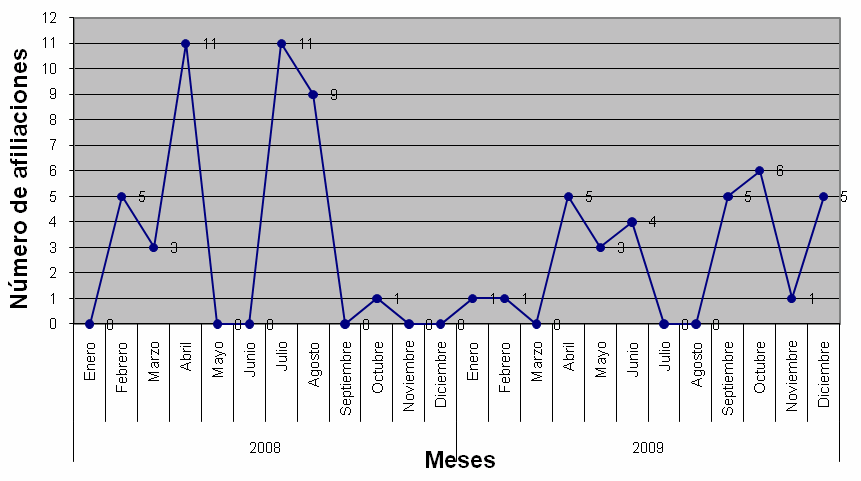 Número de afiliaciones
12
11
10
9
8
7
6
5
4
3
2
1
0
0
5
3
11
0
0
11
9
0
1
0
0
1
1
0
5
3
4
0
0
5
6
1
5
Enero
Febrero
Marzo
Abril
Mayo
Junio
Julio
Agosto
Septiembre
Octubre
Noviembre
Diciembre
Enero
Febrero
Marzo
Abril
Mayo
Junio
Julio
Agosto
Septiembre
Octubre
Noviembre
Diciembre
2008
2009
Meses